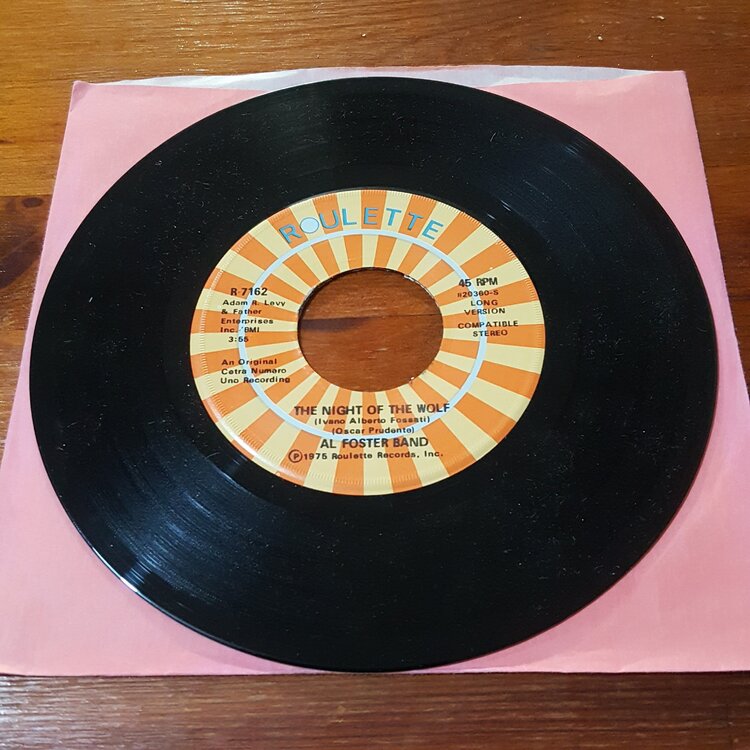 ROULETTE
R-7162
Adam R. Levy
& Father
Enterprises
Inc./BMI
3:55
An Original
Cetra Numaro
Uno Recording
45 RPM
#20360-S
LONG
VERSION
COMPATIBLE
STEREO
THE NIGHT OF THE WOLF
(Ivano Alberto Fossati)
(Oscar Prudente)
AL FOSTER BAND
Ⓟ1975 Roulette Records, Inc.